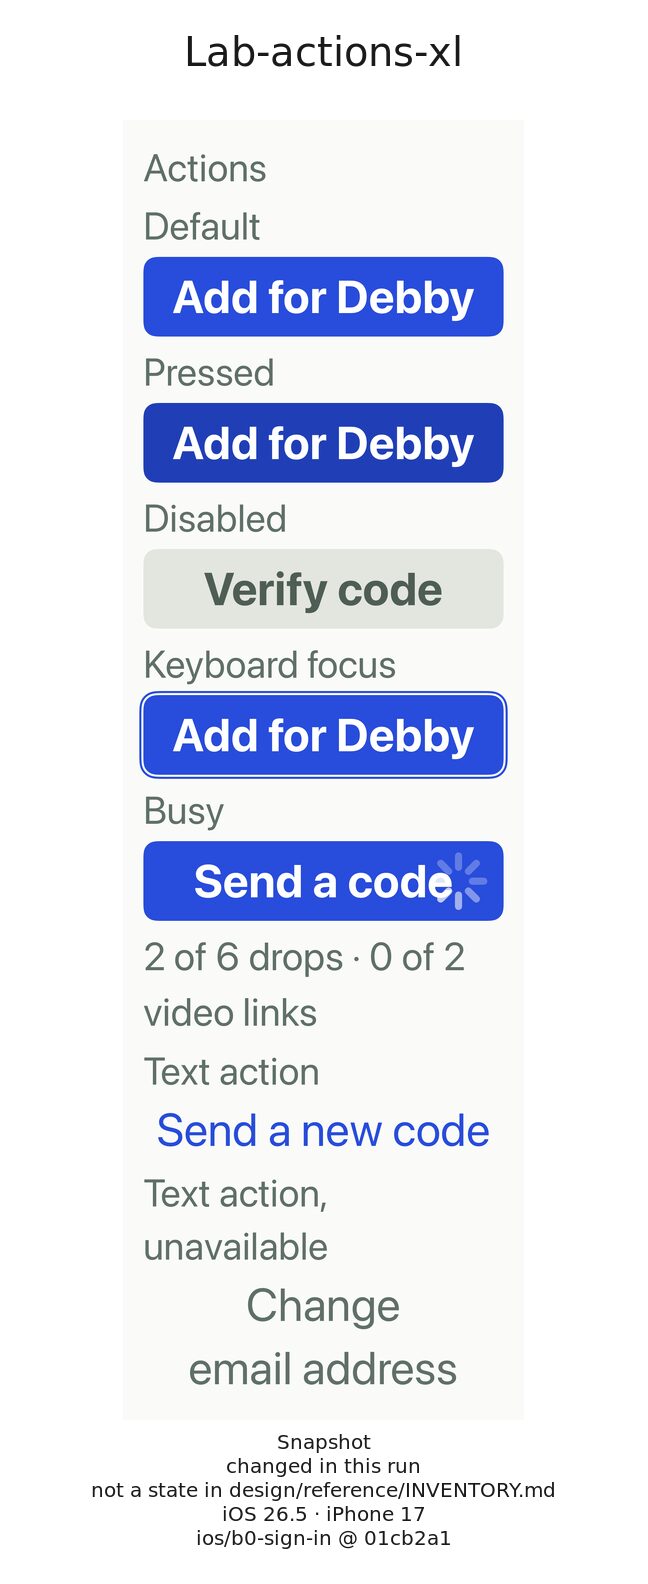 Lab-actions-xl
Actions
Default
Add for Debby
Pressed
Add for Debby
Disabled
Verify code
Keyboard focus
Add for Debby
Busy
Send a code
2 of 6 drops · 0 of 2
video links
Text action
Send a new code
Text action,
unavailable
Change
email address
Snapshot
changed in this run
not a state in design/reference/INVENTORY.md
iOS 26.5 · iPhone 17
ios/b0-sign-in @ 01cb2a1